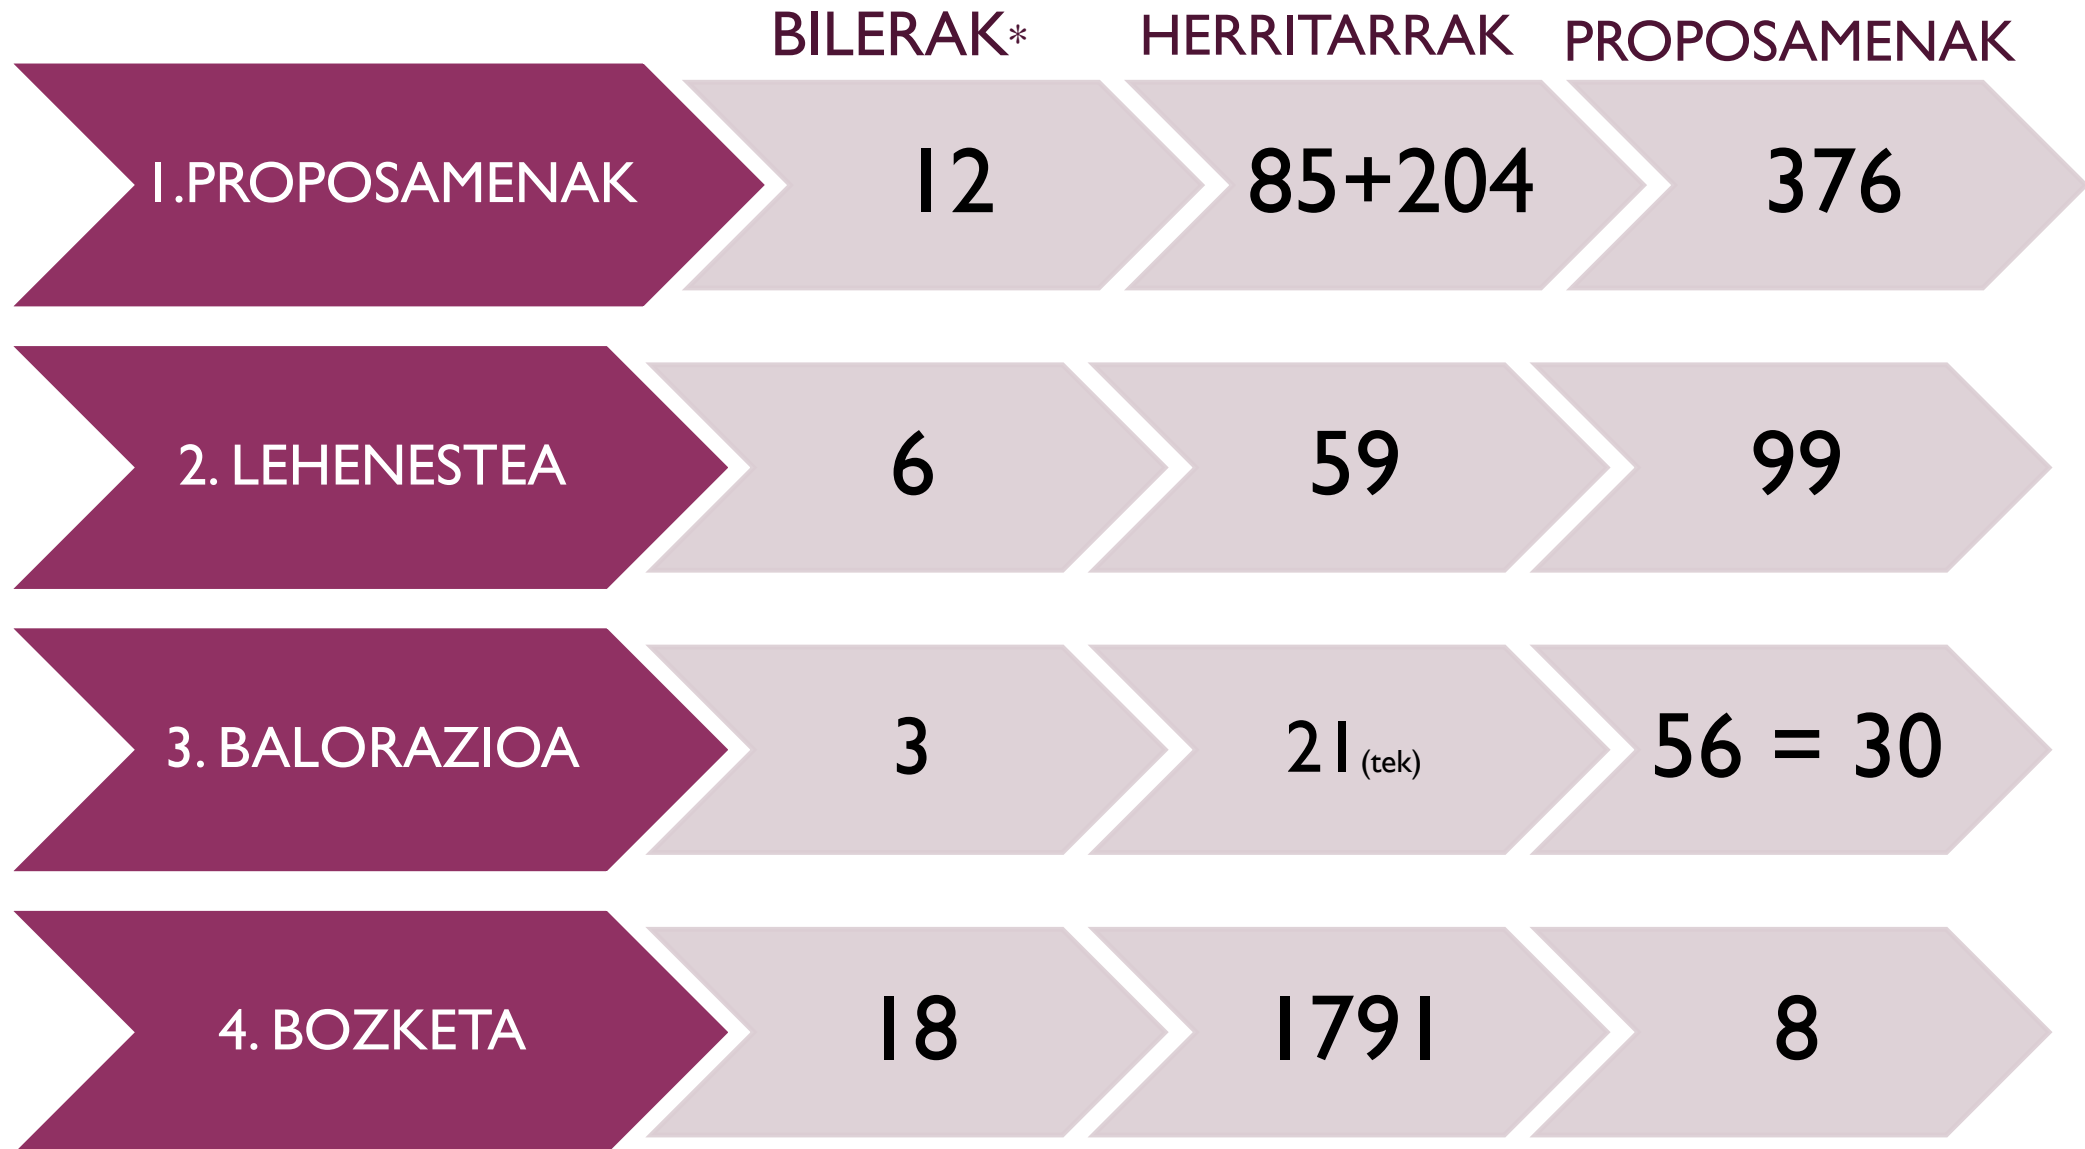 BILERAK* HERRITARRAK PROPOSAMENAK
1.PROPOSAMENAK 12 85+204 376
2. LEHENESTEA 6 59 99
3. BALORAZIOA 3 21(tek) 56 = 30
4. BOZKETA 18 1791 8